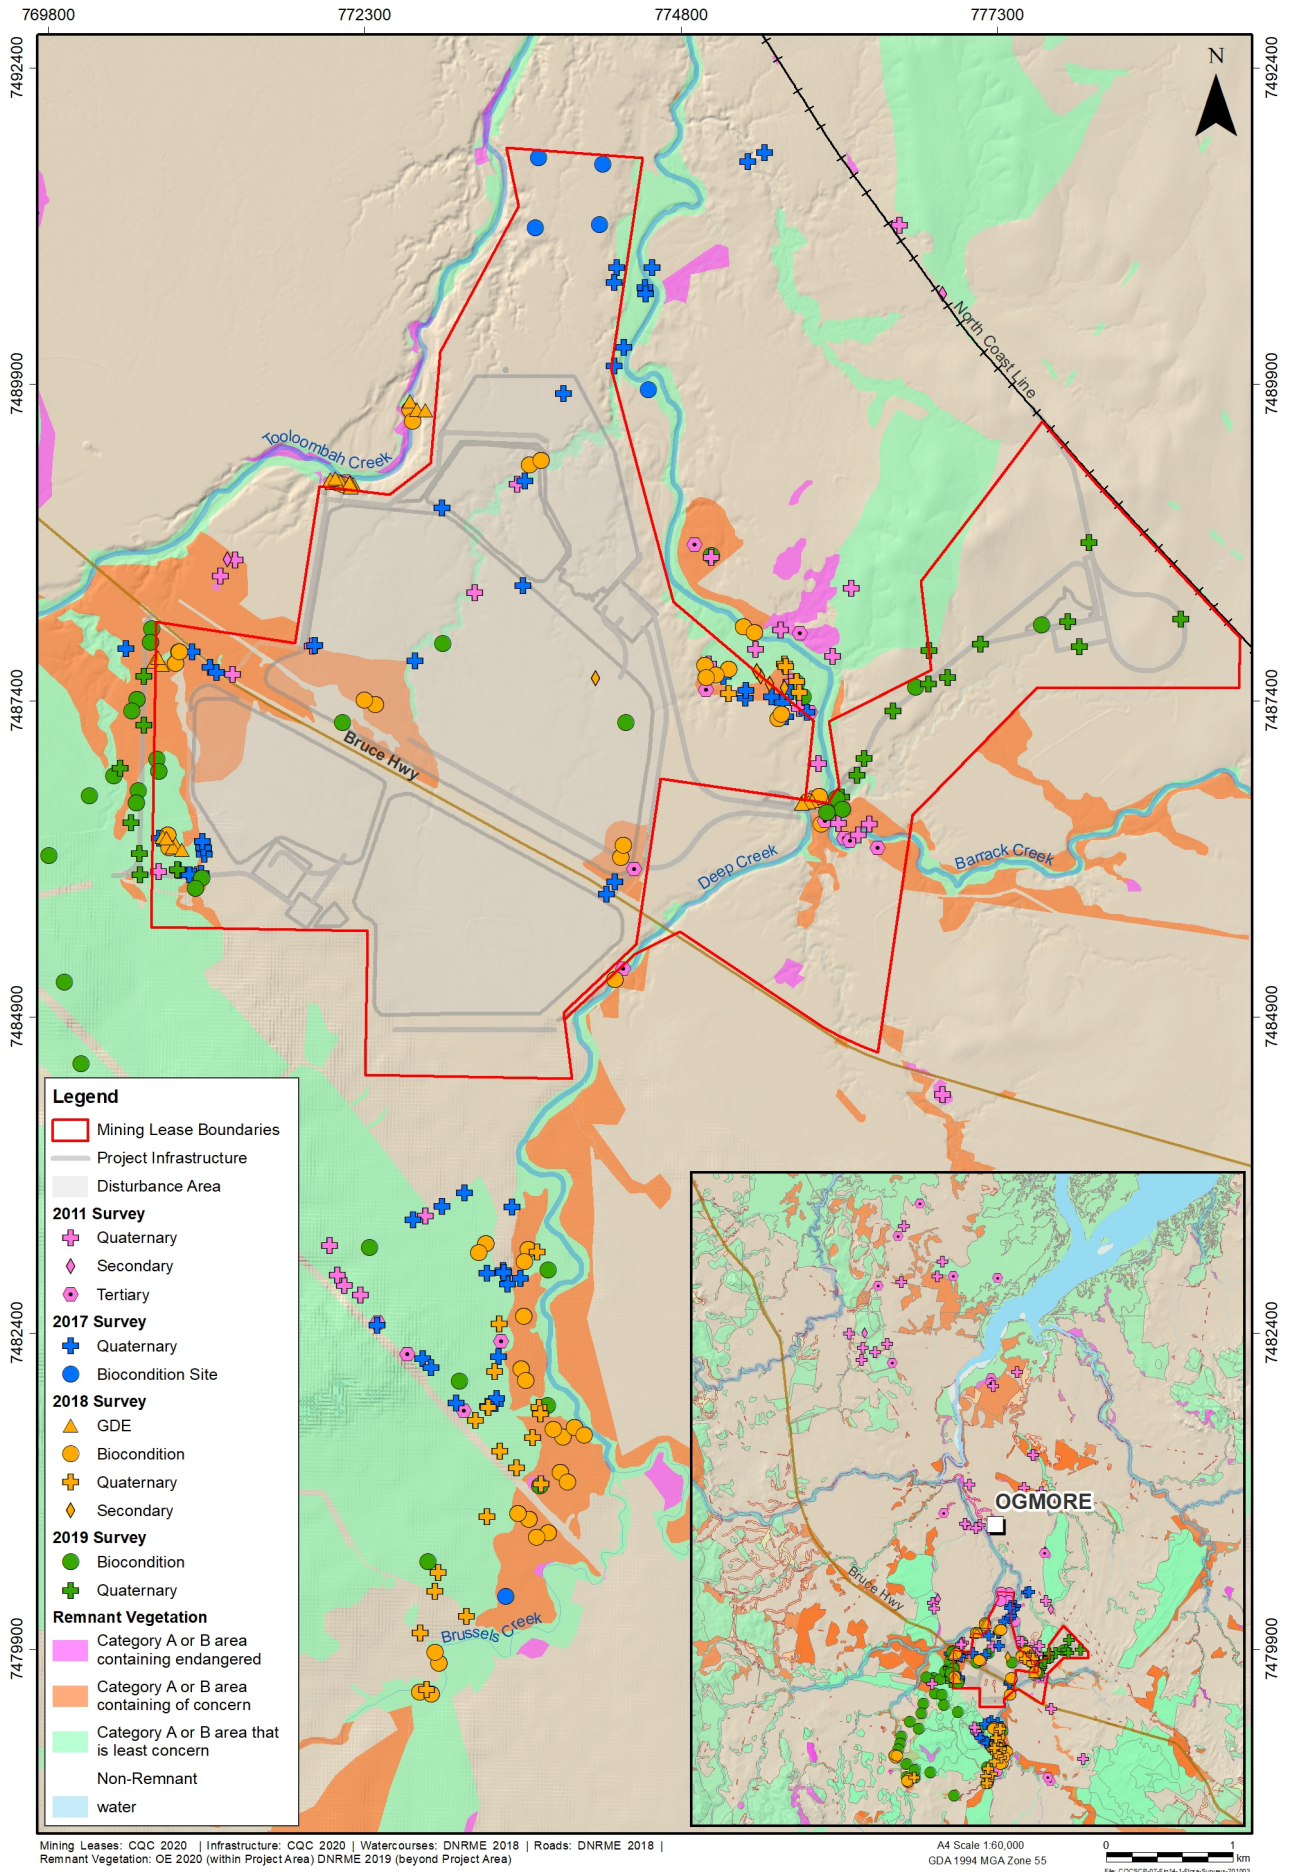 769800 772300 774800 777300
7492400 7492400
N
North Coast Line
7489900 7489900
Tooloombah Creek
7487400 7487400
Bruce Hwy
Deep Creek
Barrack Creek
7484900 7484900
Legend
Mining Lease Boundaries
Project Infrastructure
Disturbance Area
2011 Survey
Quaternary
Secondary
Tertiary
2017 Survey
Quaternary
Biocondition Site
2018 Survey
GDE
Biocondition
Quaternary
Secondary
2019 Survey
Biocondition
Quaternary
Remnant Vegetation
Category A or B area
containing endangered
Category A or B area
containing of concern
Category A or B area that
is least concern
Non-Remnant
water
7482400 7482400
OGMORE
Bruce Hwy
7479900 7479900
Brussels Creek
Mining Leases: CQC 2020 | Infrastructure: CQC 2020 | Watercourses: DNRME 2018 | Roads: DNRME 2018 |
Remnant Vegetation: OE 2020 (within Project Area) DNRME 2019 (beyond Project Area)
A4 Scale 1:60,000
GDA 1994 MGA Zone 55
0 1
km